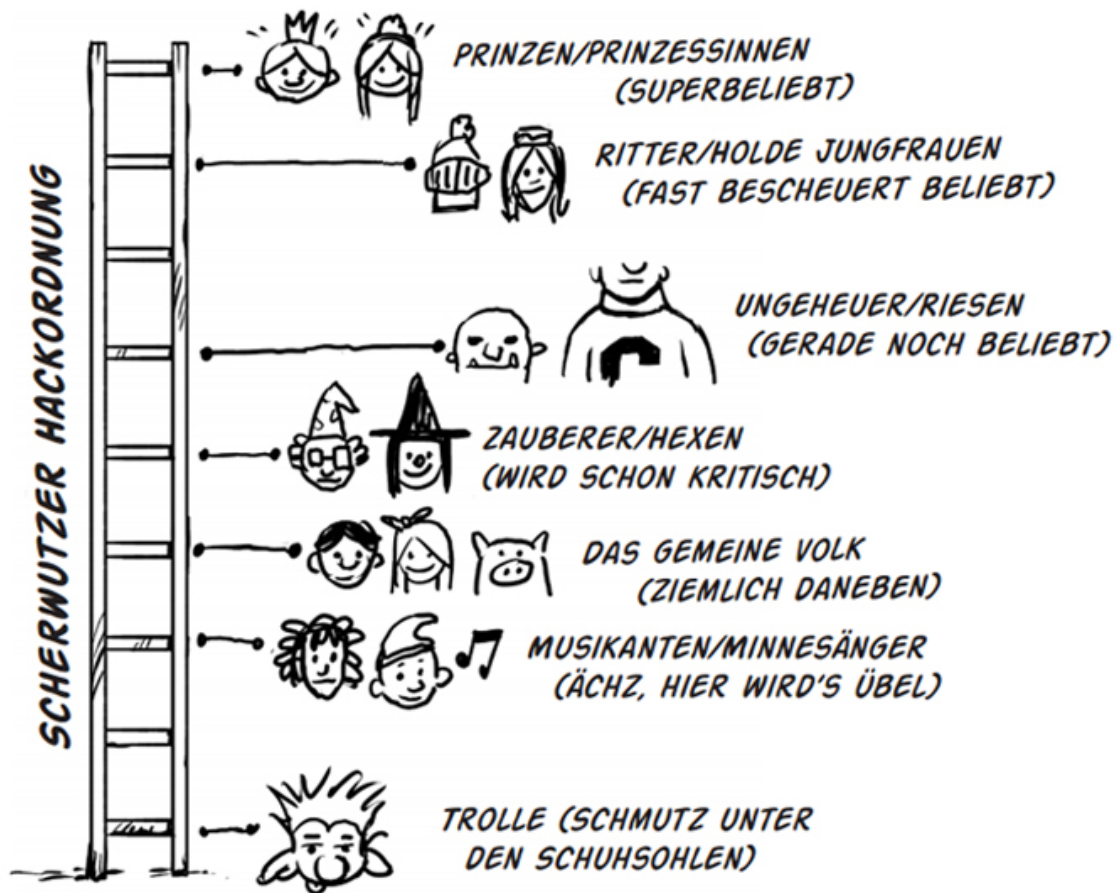 SCHERWUTZER HACKORDNUNG
PRINZEN/PRINZESSINNEN
(SUPERBELIEBT)
RITTER/HOLDE JUNGFRAUEN
(FAST BESCHEUERT BELIEBT)
UNGEHEUER/RIESEN
(GERADE NOCH BELIEBT)
ZAUBERER/HEXEN
(WIRD SCHON KRITISCH)
DAS GEMEINE VOLK
(ZIEMLICH DANEBEN)
MUSIKANTEN/MINNESÄNGER
(ÄCHZ, HIER WIRD'S ÜBEL)
TROLLE (SCHMUTZ UNTER
DEN SCHUHSOHLEN)